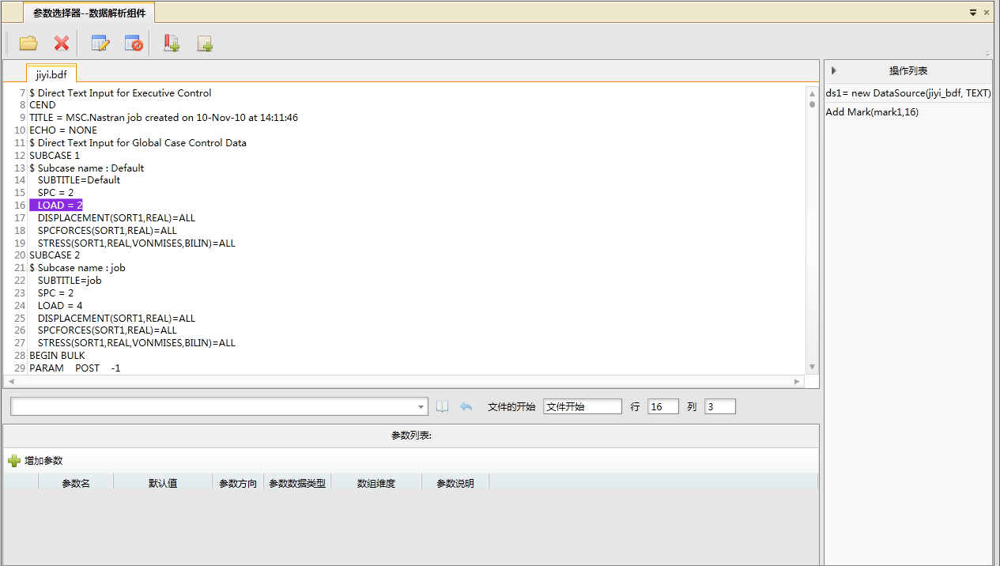 参数选择器--数据解析组件
jiyi.bdf
7 $ Direct Text Input for Executive Control
8 CEND
9 TITLE = MSC.Nastran job created on 10-Nov-10 at 14:11:46
10 ECHO = NONE
11 $ Direct Text Input for Global Case Control Data
12 SUBCASE 1
13 $ Subcase name : Default
14 SUBTITLE=Default
15 SPC = 2
16 LOAD = 2
17 DISPLACEMENT(SORT1,REAL)=ALL
18 SPCFORCES(SORT1,REAL)=ALL
19 STRESS(SORT1,REAL,VONMISES,BILIN)=ALL
20 SUBCASE 2
21 $ Subcase name : job
22 SUBTITLE=job
23 SPC = 2
24 LOAD = 4
25 DISPLACEMENT(SORT1,REAL)=ALL
26 SPCFORCES(SORT1,REAL)=ALL
27 STRESS(SORT1,REAL,VONMISES,BILIN)=ALL
28 BEGIN BULK
29 PARAM POST -1
文件的开始 文件开始 行 16 列 3
参数列表:
增加参数
参数名 默认值 参数方向 参数数据类型 数组维度 参数说明
操作列表
ds1= new DataSource(jiyi_bdf, TEXT)
Add Mark(mark1,16)